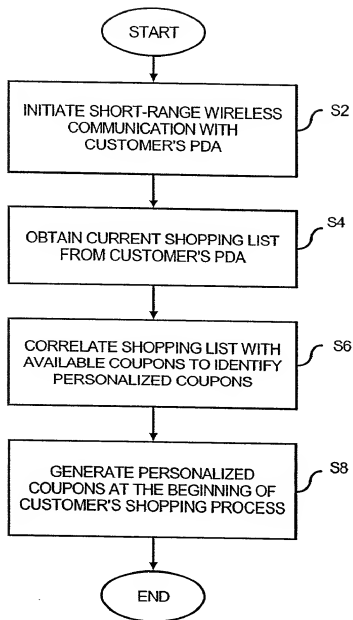 START
INITIATE SHORT-RANGE WIRELESS
COMMUNICATION WITH
CUSTOMER'S PDA
S2
OBTAIN CURRENT SHOPPING LIST
FROM CUSTOMER'S PDA
S4
CORRELATE SHOPPING LIST WITH
AVAILABLE COUPONS TO IDENTIFY
PERSONALIZED COUPONS
S6
GENERATE PERSONALIZED
COUPONS AT THE BEGINNING OF
CUSTOMER'S SHOPPING PROCESS
S8
END